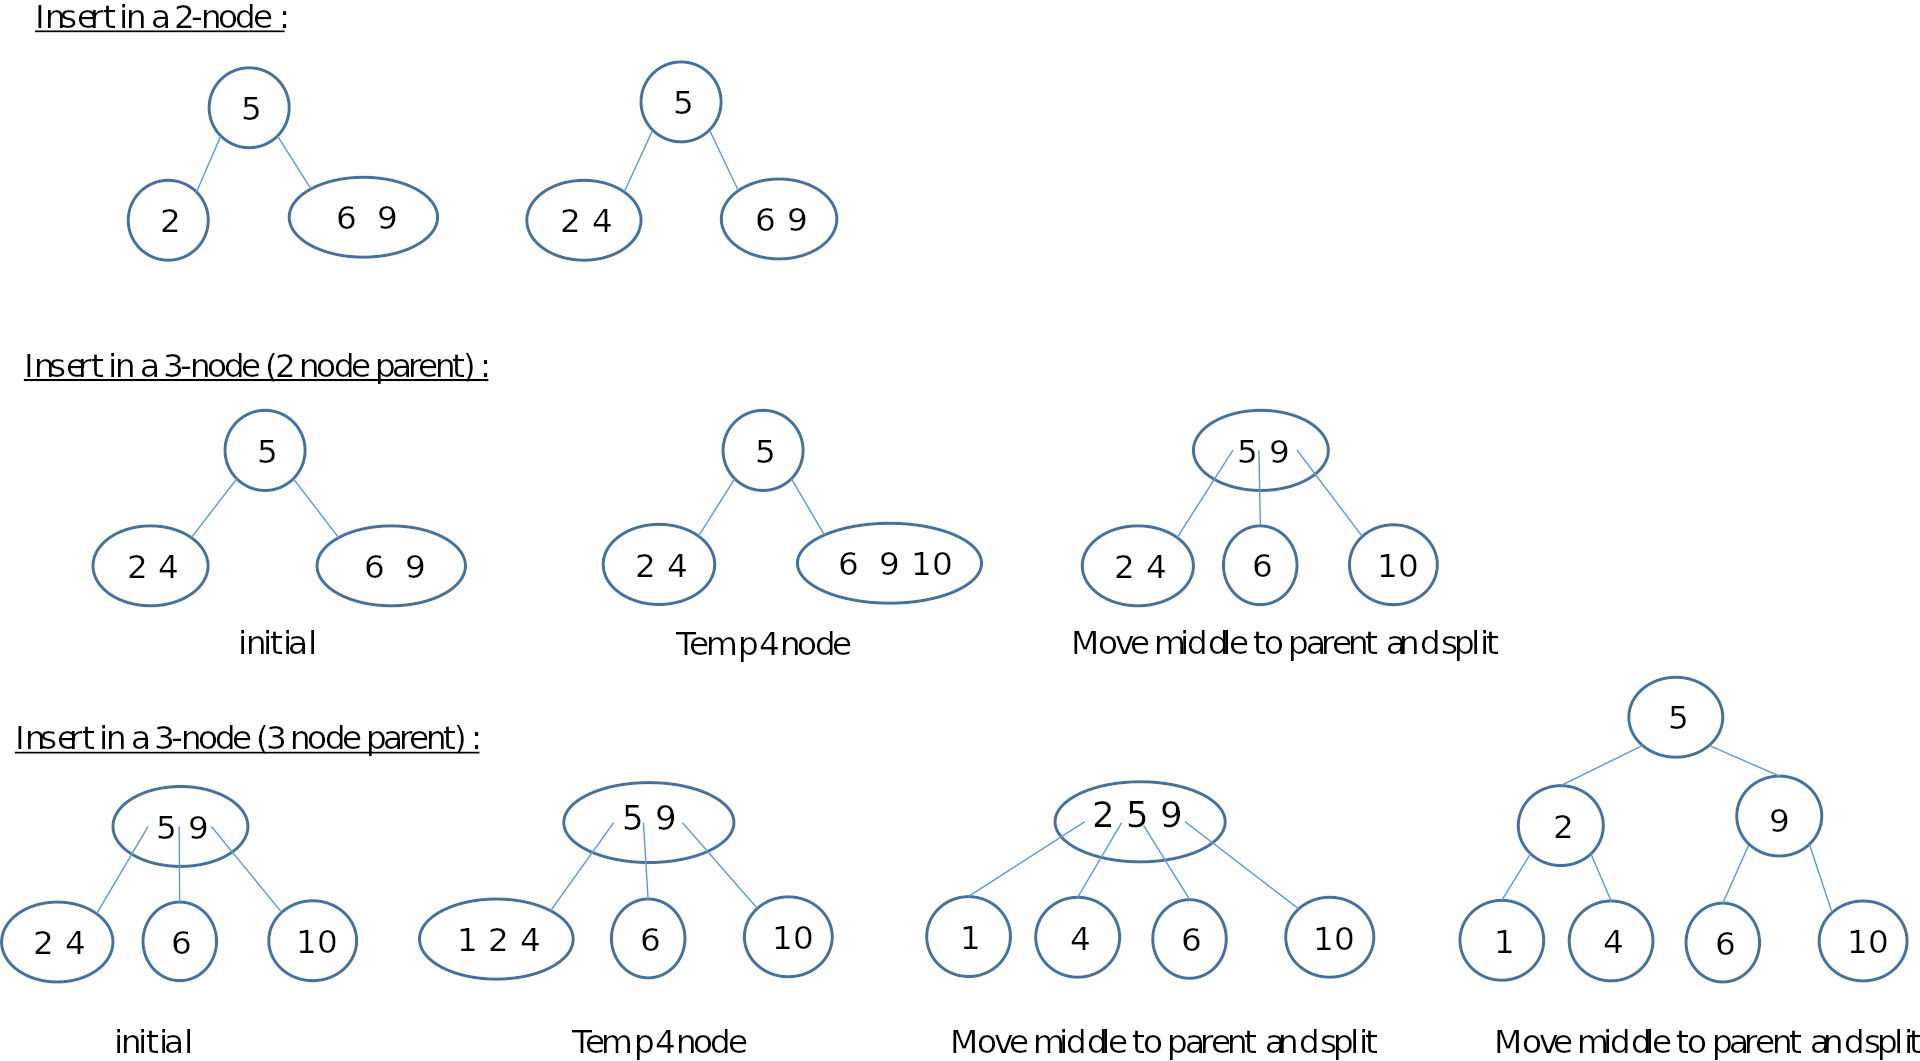 Insert in a 2-node :
5 5
2 6 9 2 4 6 9
Insert in a 3-node (2 node parent) :
5 5 5 9
2 4 6 9 2 4 6 9 10 2 4 6 10
initial Temp 4 node Move middle to parent and split
5
Insert in a 3-node (3 node parent) :
5 9 5 9 2 5 9 2 9
2 4 6 10 1 2 4 6 10 1 4 6 10 1 4 6 10
initial Temp 4 node Move middle to parent and split Move middle to parent and split